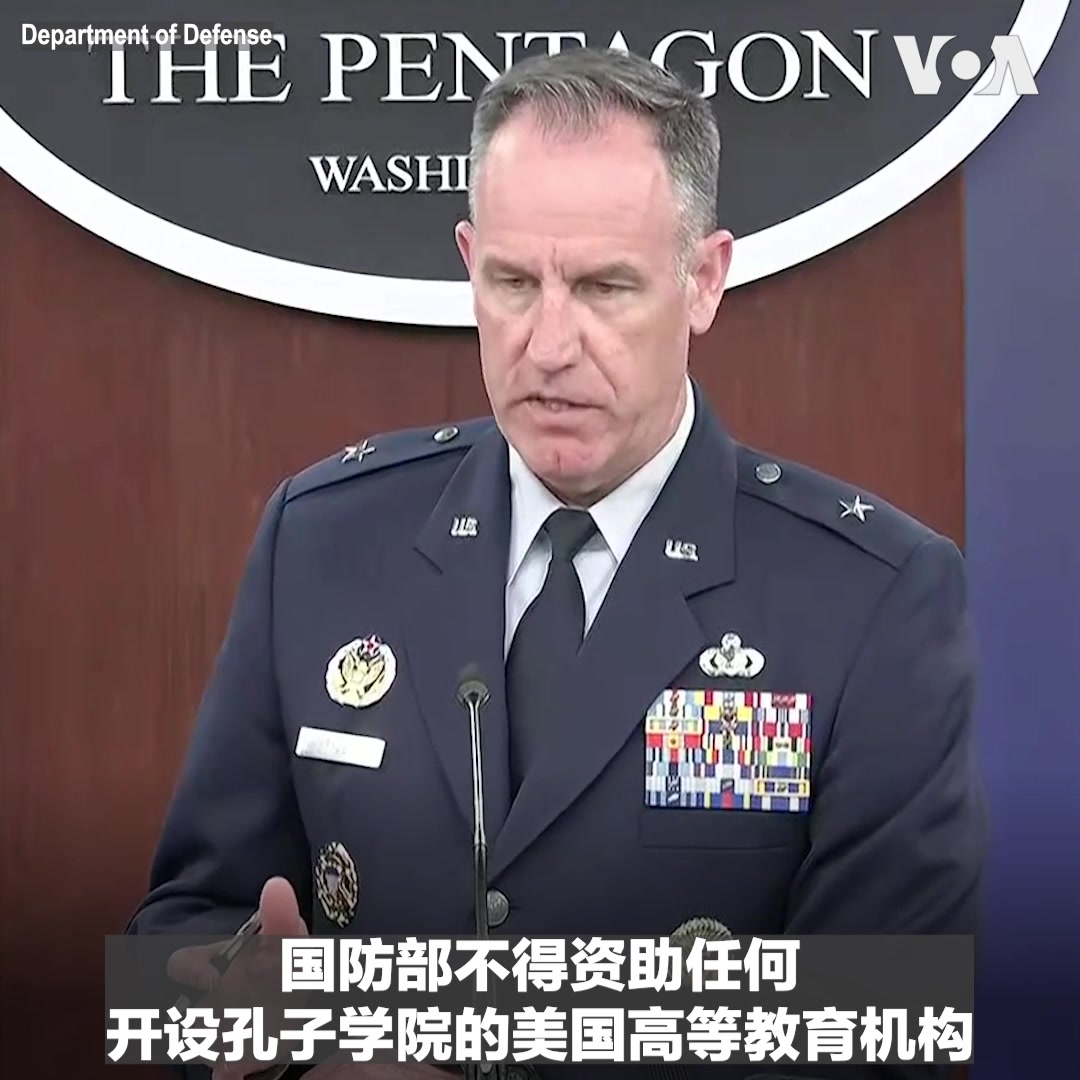 Department of Defense
VOA
THE PENTAGON
WASHI
U.S.
U.S.
国防部不得资助任何
开设孔子学院的美国高等教育机构